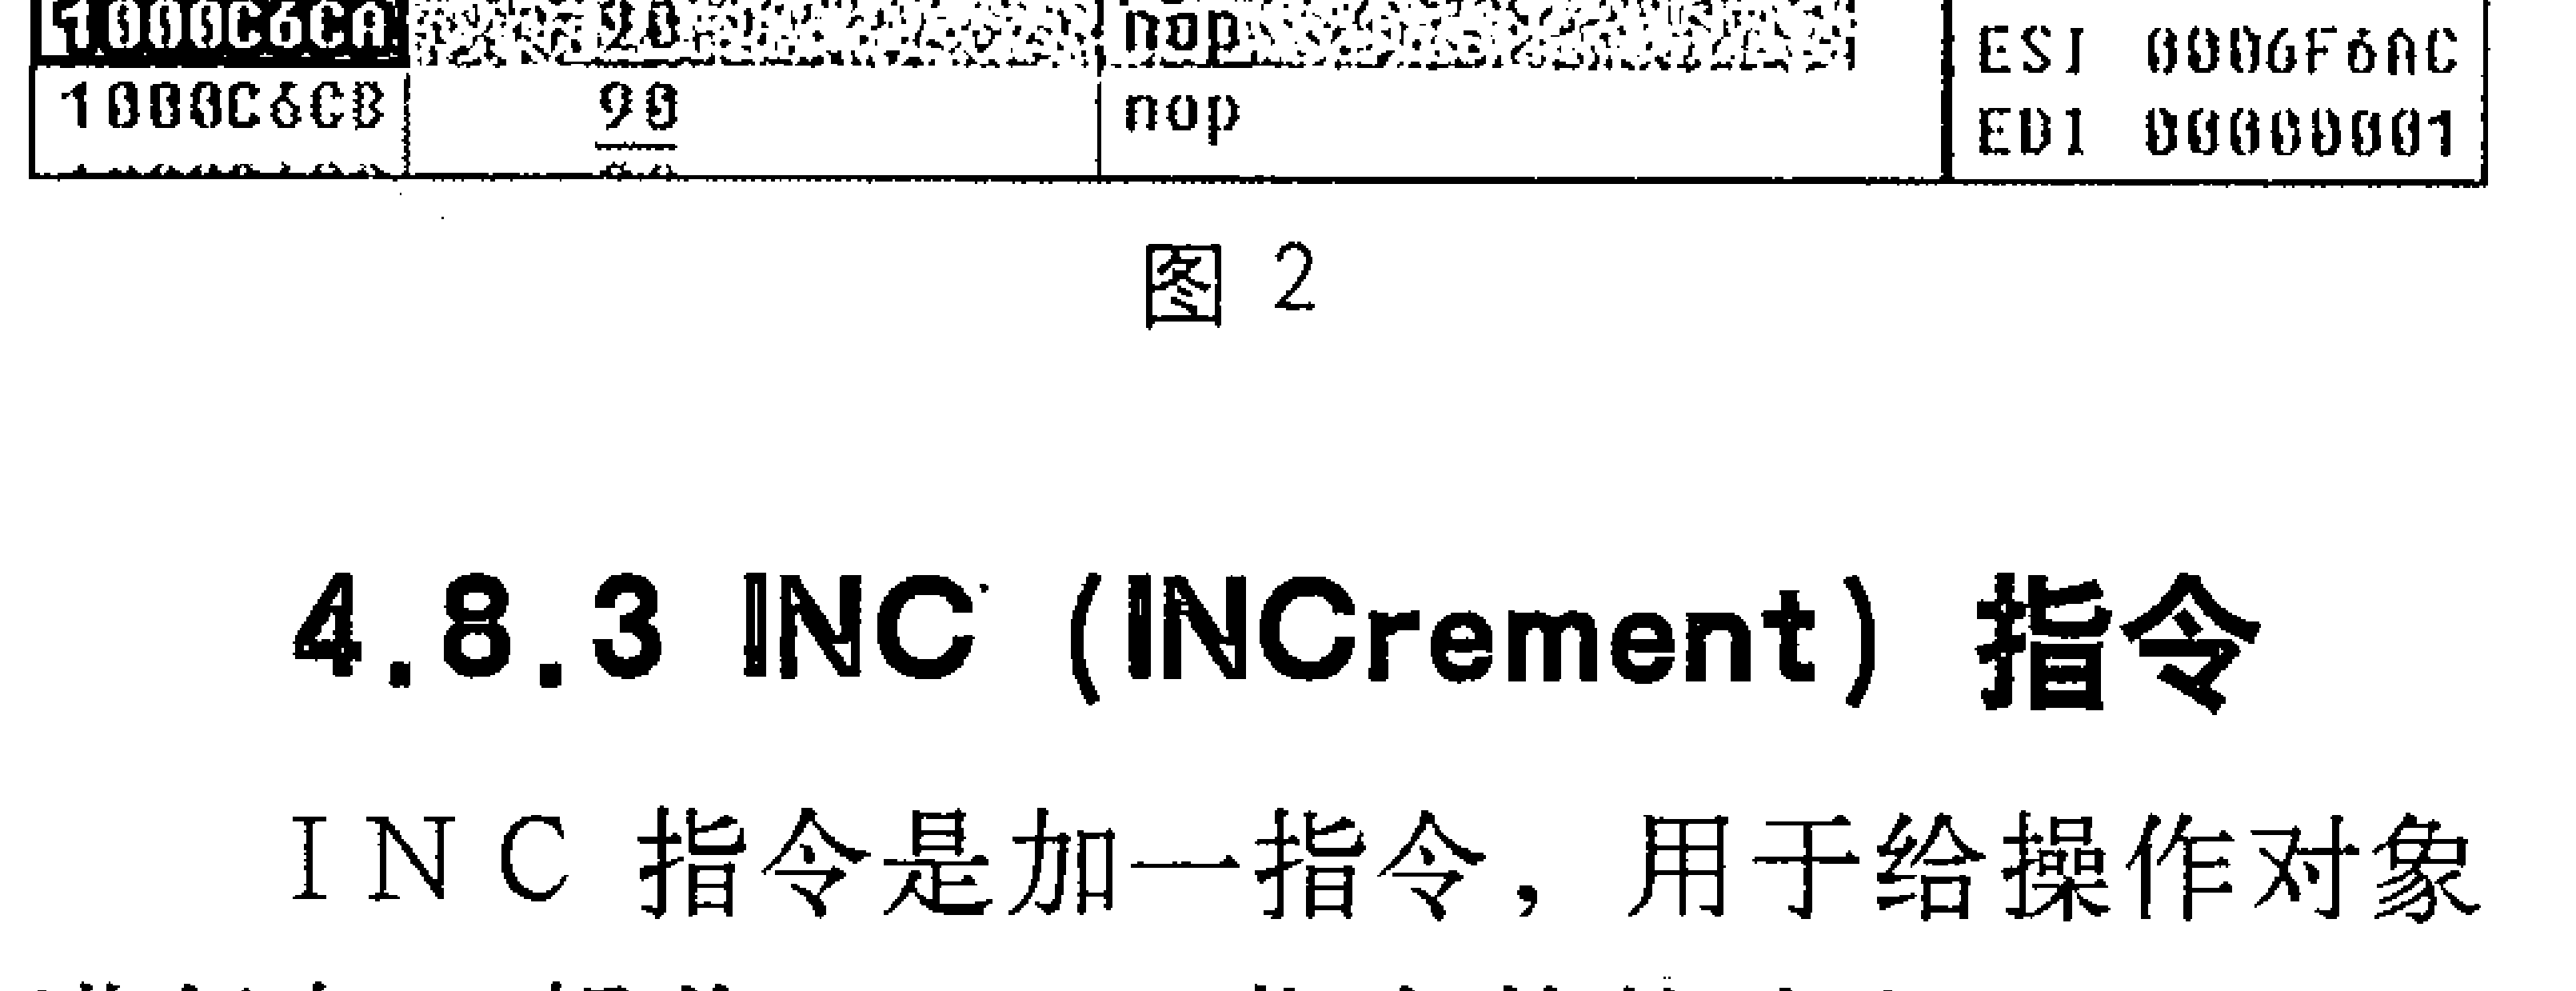 1000C6CA 90 nop
1000C6CB 90 nop
ESI 0006F6AC
EDI 00000001
图 2
4.8.3 INC (INCrement) 指令
INC 指令是加一指令，用于给操作对象